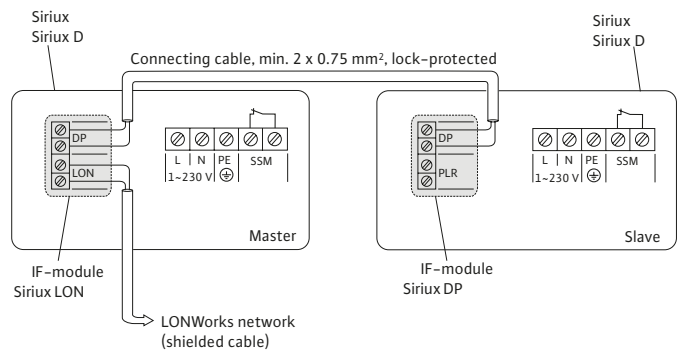 Siriux
Siriux D
Siriux
Siriux D
Connecting cable, min. 2 x 0.75 mm², lock-protected
DP
LON
L N PE SSM
1~230 V
Master
DP
PLR
L N PE SSM
1~230 V
Slave
IF-module
Siriux LON
IF-module
Siriux DP
LONWorks network
(shielded cable)